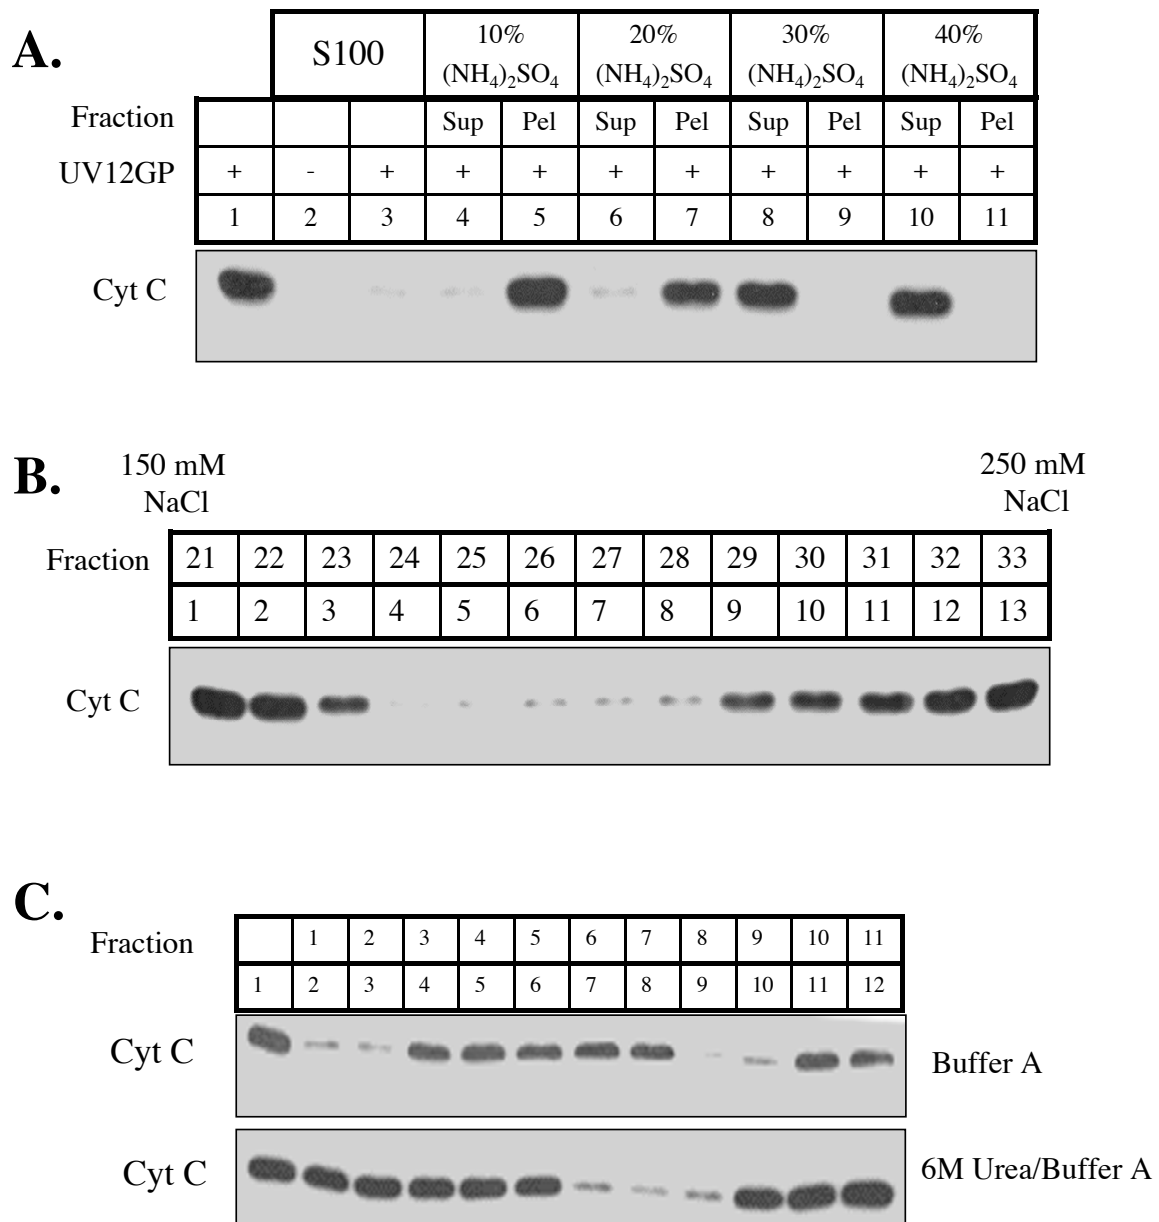 A.
S100 10% (NH₄)₂SO₄ 20% (NH₄)₂SO₄ 30% (NH₄)₂SO₄ 40% (NH₄)₂SO₄
Fraction Sup Pel Sup Pel Sup Pel Sup Pel
UV12GP + - + + + + + + + + +
1 2 3 4 5 6 7 8 9 10 11
Cyt C
B.
150 mM NaCl 250 mM NaCl
Fraction 21 22 23 24 25 26 27 28 29 30 31 32 33
1 2 3 4 5 6 7 8 9 10 11 12 13
Cyt C
C.
Fraction 1 2 3 4 5 6 7 8 9 10 11
1 2 3 4 5 6 7 8 9 10 11 12
Cyt C Buffer A
Cyt C 6M Urea/Buffer A